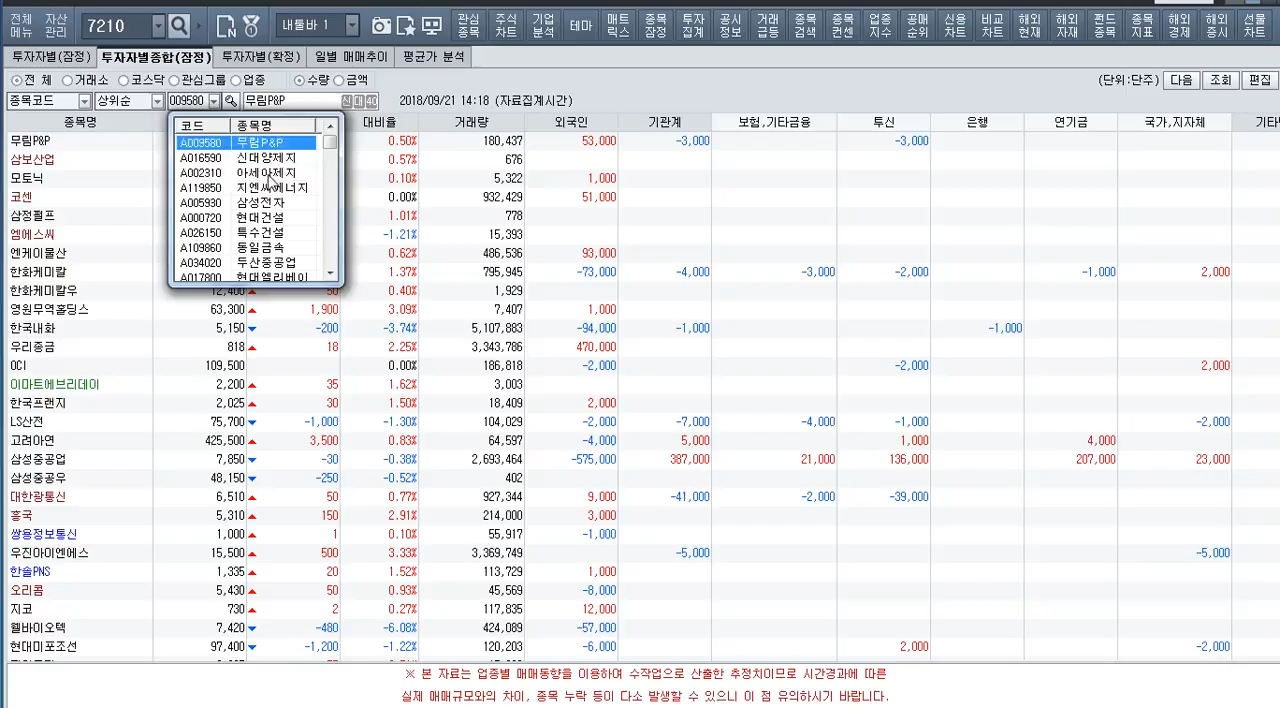 전체 메뉴 자산 관리 7210 내툴바 1 관심 종목 주식 차트 기업 분석 테마 매트 릭스 종목 잠정 투자 집계 공시 정보 거래 급등 종목 검색 종목 컨센 업종 지수 공매 순위 신용 차트 비교 차트 해외 현재 해외 자재 펀드 종목 종목 지표 해외 경제 해외 증시 선물 차트
투자자별(잠정) 투자자별종합(잠정) 투자자별(확정) 일별 매매추이 평균가 분석
전 체 거래소 코스닥 관심그룹 업종 수량 금액 (단위:단주) 다음 조회 편집
종목코드 상위순 009580 무림P&P 신 대 40 2018/09/21 14:18 (자료집계시간)
종목명 대비율 거래량 외국인 기관계 보험,기타금융 투신 은행 연기금 국가,지자체
코드 종목명
A009580 무림P&P
A016590 신대양제지
A002310 아세아제지
A119850 지엔씨에너지
A005930 삼성전자
A000720 현대건설
A026150 특수건설
A109860 동일금속
A034020 두산중공업
A017800 현대엘리베이
무림P&P 0.50% 180,437 53,000 -3,000 -3,000
삼보산업 0.57% 676
모토닉 0.10% 5,322 1,000
코센 0.00% 932,429 51,000
삼정펄프 1.01% 778
엠에스씨 -1.21% 15,393
엔케이물산 0.62% 486,536 93,000
한화케미칼 1.37% 795,945 -73,000 -4,000 -3,000 -2,000 -1,000 2,000
한화케미칼우 12,400 ▲ 50 0.40% 1,929
영원무역홀딩스 63,300 ▲ 1,900 3.09% 7,407 1,000
한국내화 5,150 ▼ -200 -3.74% 5,107,883 -94,000 -1,000 -1,000
우리종금 818 ▲ 18 2.25% 3,343,786 470,000
OCI 109,500 0.00% 186,818 -2,000 -2,000 2,000
이마트에브리데이 2,200 ▲ 35 1.62% 3,003
한국프랜지 2,025 ▲ 30 1.50% 18,409 2,000
LS산전 75,700 ▼ -1,000 -1.30% 104,029 -2,000 -7,000 -4,000 -1,000 -2,000
고려아연 425,500 ▲ 3,500 0.83% 64,597 -4,000 5,000 1,000 4,000
삼성중공업 7,850 ▼ -30 -0.38% 2,693,464 -575,000 387,000 21,000 136,000 207,000 23,000
삼성중공우 48,150 ▼ -250 -0.52% 402
대한광통신 6,510 ▲ 50 0.77% 927,344 9,000 -41,000 -2,000 -39,000
흥국 5,310 ▲ 150 2.91% 214,000 3,000
쌍용정보통신 1,000 ▲ 1 0.10% 55,917 -1,000
우진아이엔에스 15,500 ▲ 500 3.33% 3,369,749 -5,000 -5,000
한솔PNS 1,335 ▲ 20 1.52% 113,729 1,000
오리콤 5,430 ▲ 50 0.93% 45,569 -8,000
지코 730 ▲ 2 0.27% 117,835 12,000
웰바이오텍 7,420 ▼ -480 -6.08% 424,089 -57,000
현대미포조선 97,400 ▼ -1,200 -1.22% 120,203 -6,000 2,000 -2,000
※ 본 자료는 업종별 매매동향을 이용하여 수작업으로 산출한 추정치이므로 시간경과에 따른
실제 매매규모와의 차이, 종목 누락 등이 다소 발생할 수 있으니 이 점 유의하시기 바랍니다.